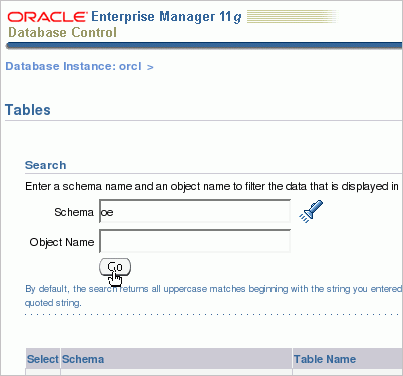 ORACLE Enterprise Manager 11g
Database Control
Database Instance: orcl >
Tables
Search
Enter a schema name and an object name to filter the data that is displayed in
Schema oe
Object Name
Go
By default, the search returns all uppercase matches beginning with the string you entered
quoted string.
Select Schema Table Name